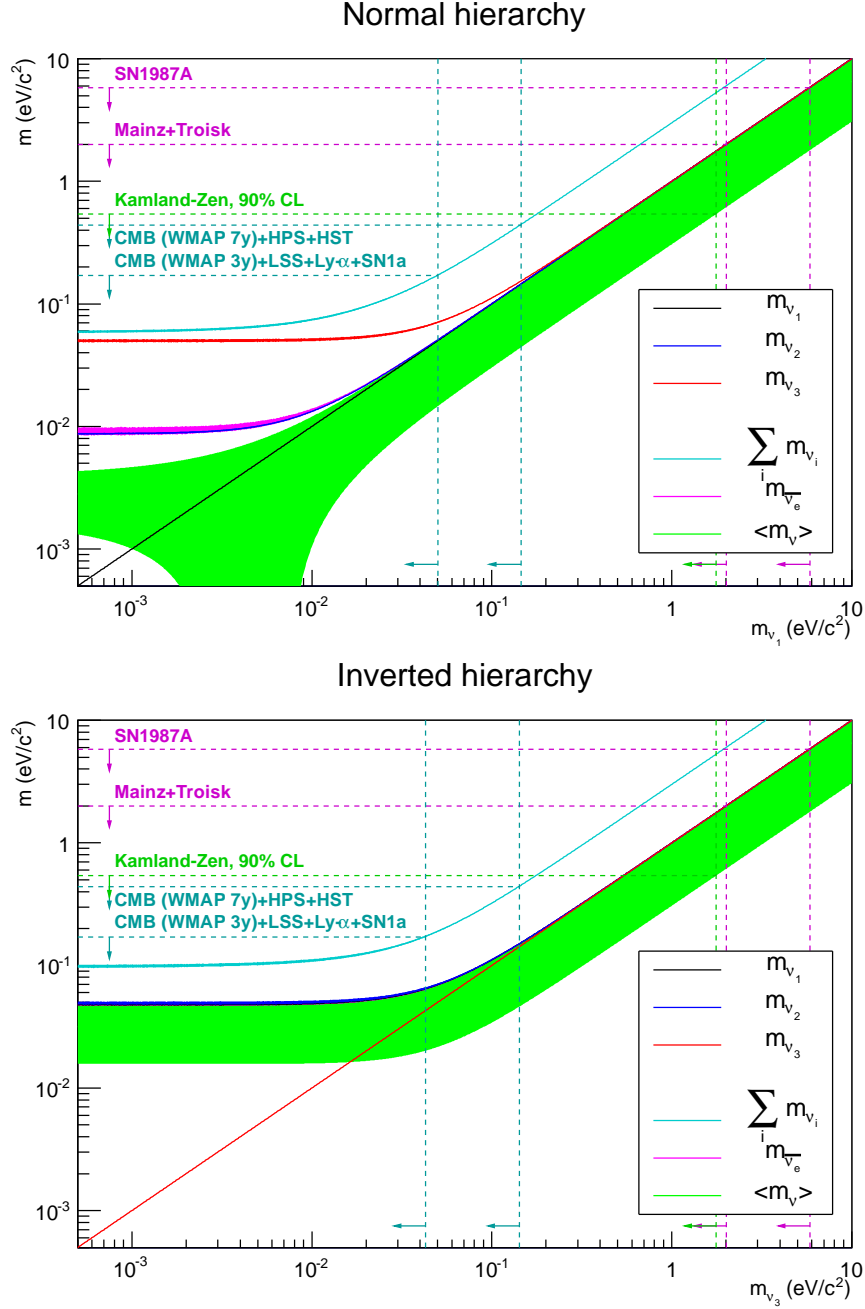 Normal hierarchy
m (eV/c²)
10
1
10⁻¹
10⁻²
10⁻³
SN1987A
Mainz+Troisk
Kamland-Zen, 90% CL
CMB (WMAP 7y)+HPS+HST
CMB (WMAP 3y)+LSS+Ly-α+SN1a
m_ν₁
m_ν₂
m_ν₃
∑_i m_νᵢ
m_ν̅ₑ
<m_ν>
10⁻³ 10⁻² 10⁻¹ 1 10
m_ν₁ (eV/c²)
Inverted hierarchy
m (eV/c²)
10
1
10⁻¹
10⁻²
10⁻³
SN1987A
Mainz+Troisk
Kamland-Zen, 90% CL
CMB (WMAP 7y)+HPS+HST
CMB (WMAP 3y)+LSS+Ly-α+SN1a
m_ν₁
m_ν₂
m_ν₃
∑_i m_νᵢ
m_ν̅ₑ
<m_ν>
10⁻³ 10⁻² 10⁻¹ 1 10
m_ν₃ (eV/c²)